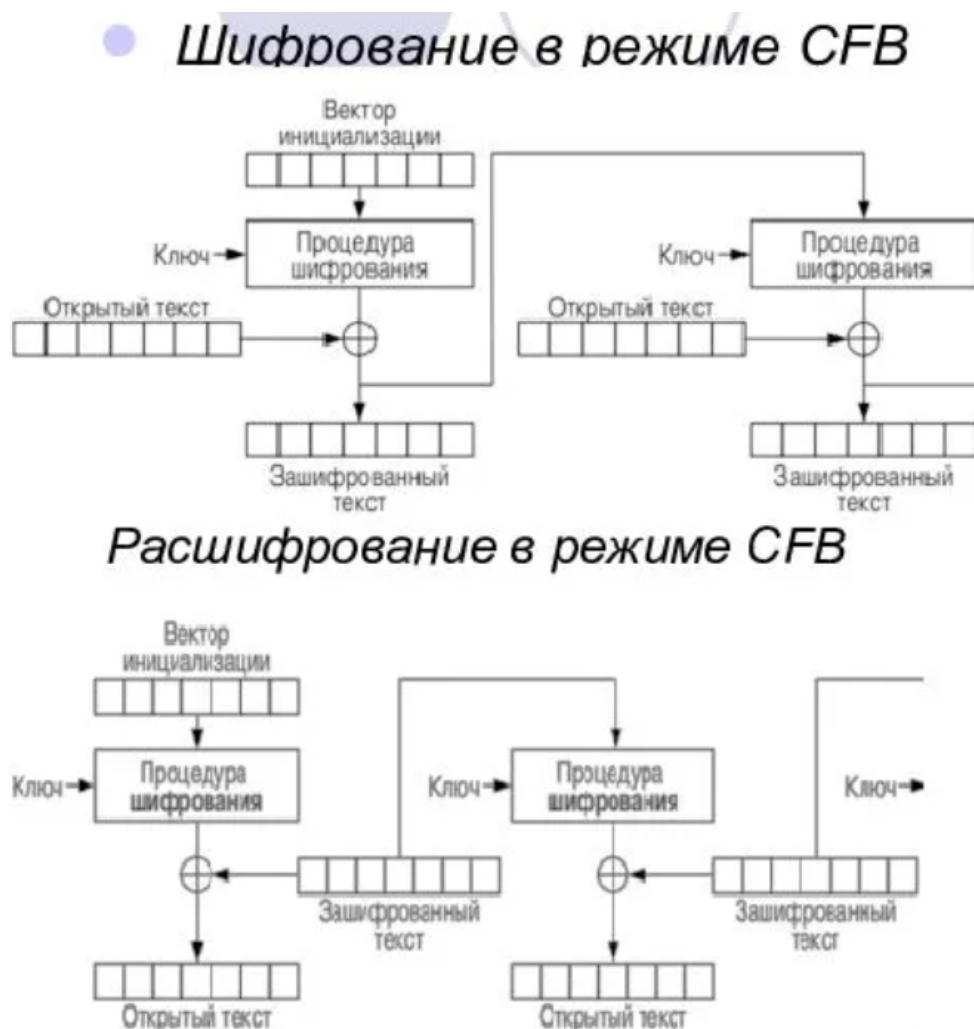 Шифрование в режиме CFB
Вектор
инициализации
Процедура
шифрования
Ключ
Открытый текст
Процедура
шифрования
Ключ
Открытый текст
Зашифрованный
текст
Зашифрованный
текст
Расшифрование в режиме CFB
Вектор
инициализации
Ключ
Процедура
шифрования
Ключ
Процедура
шифрования
Ключ
Зашифрованный
текст
Зашифрованный
текст
Открытый текст
Открытый текст